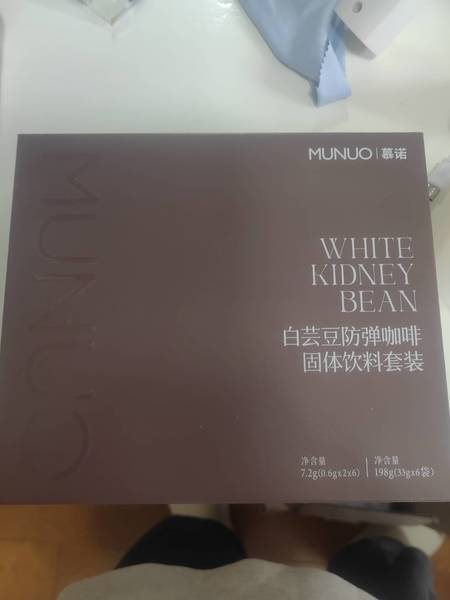 MUNUO | 慕诺
MUNUO
WHITE
KIDNEY
BEAN
白芸豆防弹咖啡
固体饮料套装
净含量
7.2g(0.6gx2x6)
净含量
198g(33gx6袋)